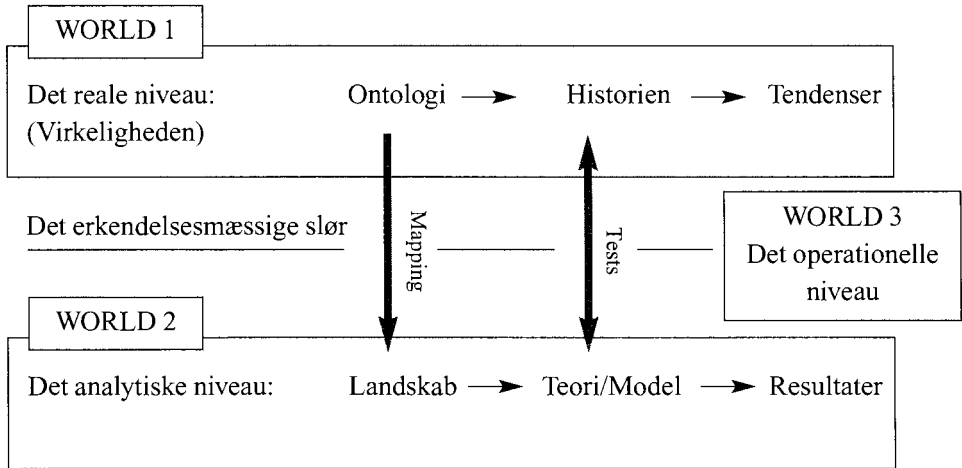 WORLD 1
Det reale niveau: Ontologi Historien Tendenser
(Virkeligheden)
Det erkendelsesmæssige slør
Mapping
Tests
WORLD 3
Det operationelle
niveau
WORLD 2
Det analytiske niveau: Landskab Teori/Model Resultater